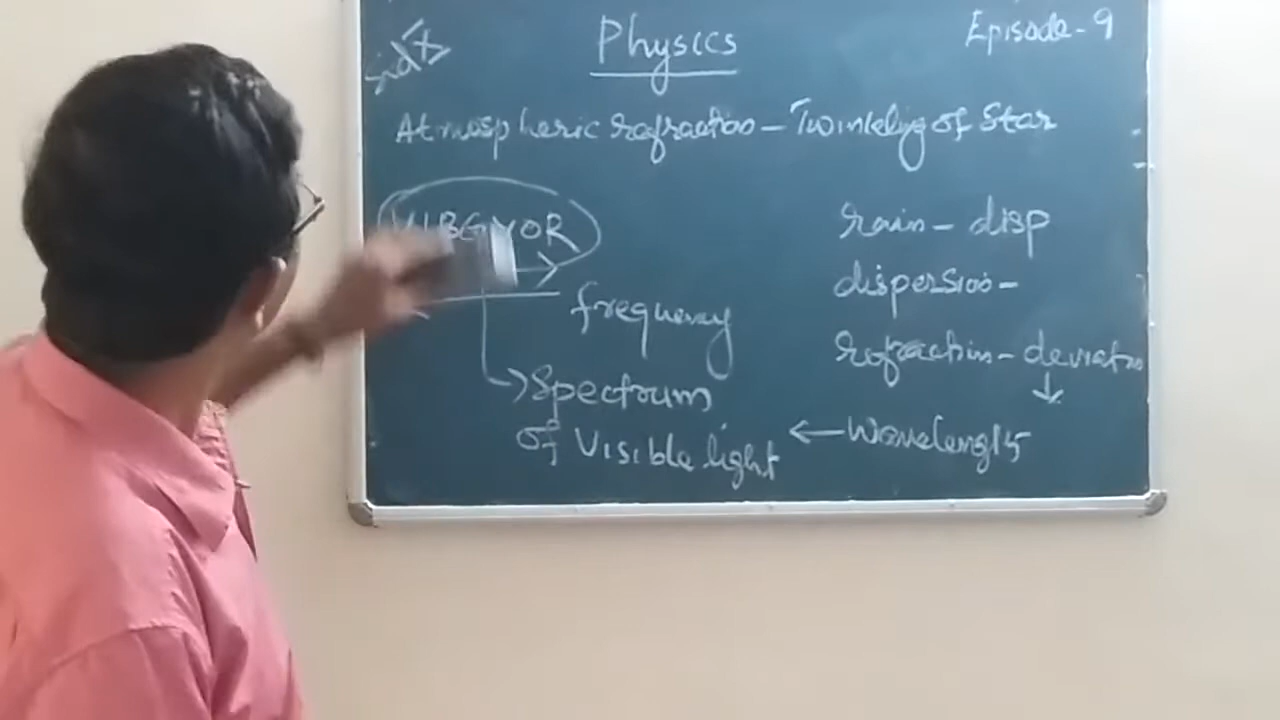 Physics
Episode-9
Atmospheric refraction - Twinkling of Star
VIBGYOR
frequency
Spectrum
of Visible light
rain - disp
dispersion -
refraction - deviation
← Wavelength